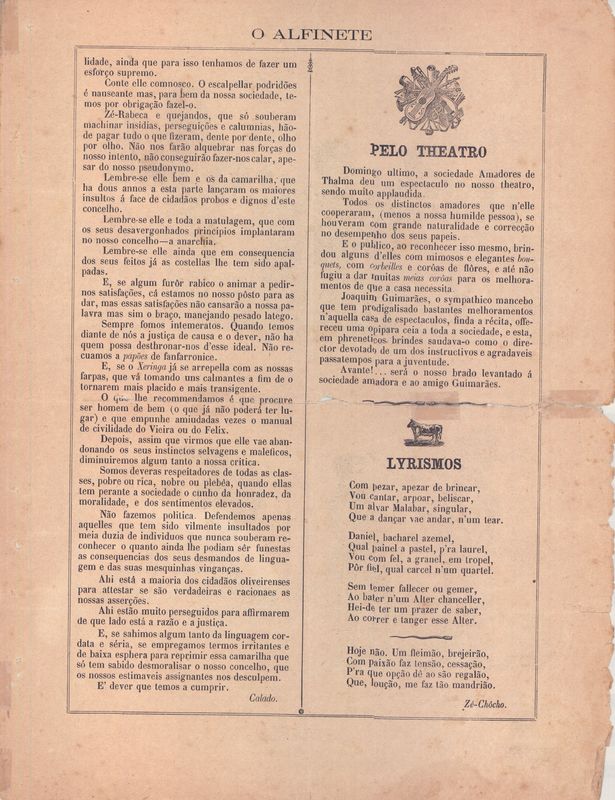 O ALFINETE
lidade, ainda que para isso tenhamos de fazer um
esforço supremo.
Conte elle comnosco. O escalpellar podridões
é nauseante mas, para bem da nossa sociedade, te-
mos por obrigação fazel-o.
Zé-Rabeca e quejandos, que só souberam
machinar insidias, perseguições e calumnias, hão-
de pagar tudo o que fizeram, dente por dente, olho
por olho. Não nos farão alquebrar nas forças do
nosso intento, não conseguirão fazer-nos calar, ape-
sar do nosso pseudonymo.
Lembre-se elle bem e os da camarilha, que
ha dous annos a esta parte lançaram os maiores
insultos á face de cidadãos probos e dignos d'este
concelho.
Lembre-se elle e toda a matulagem, que com
os seus desavergonhados principios implantaram
no nosso concelho—a anarchia.
Lembre-se elle ainda que em consequencia
dos seus feitos já as costellas lhe tem sido apal-
padas.
E, se algum furôr rabico o animar a pedir-
nos satisfações, cá estamos no nosso pôsto para as
dar, mas essas satisfações não cansarão a nossa pa-
lavra mas sim o braço, manejando pesado latego.
Sempre fomos intemeratos. Quando temos
diante de nós a justiça de causa e o dever, não ha
quem possa desthronar-nos d'esse ideal. Não re-
cuamos a papões de fanfarronice.
E, se o Xeringa já se arrepella com as nossas
farpas, que vá tomando uns calmantes a fim de o
tornarem mais placido e mais transigente.
O que lhe recommendamos é que procure
ser homem de bem (o que já não poderá ter lu-
gar) e que empunhe amiudadas vezes o manual
de civilidade do Vieira ou do Felix.
Depois, assim que virmos que elle vae aban-
donando os seus instinctos selvagens e maleficos,
diminuiremos algum tanto a nossa critica.
Somos deveras respeitadores de todas as clas-
ses, pobre ou rica, nobre ou plebêa, quando ellas
tem perante a sociedade o cunho da honradez, da
moralidade, e dos sentimentos elevados.
Não fazemos politica. Defendemos apenas
aquelles que tem sido vilmente insultados por
meia duzia de individuos que nunca souberam re-
conhecer o quanto ainda lhe podiam sêr funestas
as consequencias dos seus desmandos de lingua-
gem e das suas mesquinhas vinganças.
Ahi está a maioria dos cidadãos oliveirenses
para attestar se são verdadeiras e racionaes as
nossas asserções.
Ahi estão muito perseguidos para affirmarem
de que lado está a razão e a justiça.
E, se sahimos algum tanto da linguagem cor-
data e séria, se empregamos termos irritantes e
de baixa esphera para reprimir essa camarilha que
só tem sabido desmoralisar o nosso concelho, que
os nossos estimaveis assignantes nos desculpem.
E' dever que temos a cumprir.
Calado.
PELO THEATRO
Domingo ultimo, a sociedade Amadores de
Thalma deu um espectaculo no nosso theatro,
sendo muito applaudida.
Todos os distinctos amadores que n'elle
cooperaram, (menos a nossa humilde pessoa), se
houveram com grande naturalidade e correcção
no desempenho dos seus papeis.
E o publico, ao reconhecer isso mesmo, brin-
dou alguns d'elles com mimosos e elegantes bou-
quets, com corbeilles e corôas de flôres, e até não
fugiu a dar muitas meias corôas para os melhora-
mentos de que a casa necessita
Joaquim Guimarães, o sympathico mancebo
que tem prodigalisado bastantes melhoramentos
n'aquella casa de espectaculos, finda a récita, offe-
receu uma opipara ceia a toda a sociedade, e esta,
em phreneticos brindes saudava-o como o dire-
ctor devotado de um dos instructivos e agradaveis
passatempos para a juventude.
Avante!... será o nosso brado levantado á
sociedade amadora e ao amigo Guimarães.
LYRISMOS
Com pezar, apezar de brincar,
Vou cantar, arpoar, beliscar,
Um alvar Malabar, singular,
Que a dançar vae andar, n'um tear.
Daniel, bacharel azemel,
Qual painel a pastel, p'ra laurel,
Vou com fel, a granel, em tropel,
Pôr fiel, qual carcel n'um quartel.
Sem temer fallecer ou gemer,
Ao bater n'um Alter chanceller,
Hei-de ter um prazer de saber,
Ao correr e tanger esse Alter.
Hoje não. Um fleimão, brejeirão,
Com paixão faz tensão, cessação,
P'ra que opção dê ao são regalão,
Que, loução, me faz tão mandrião.
Zé-Chôcho.